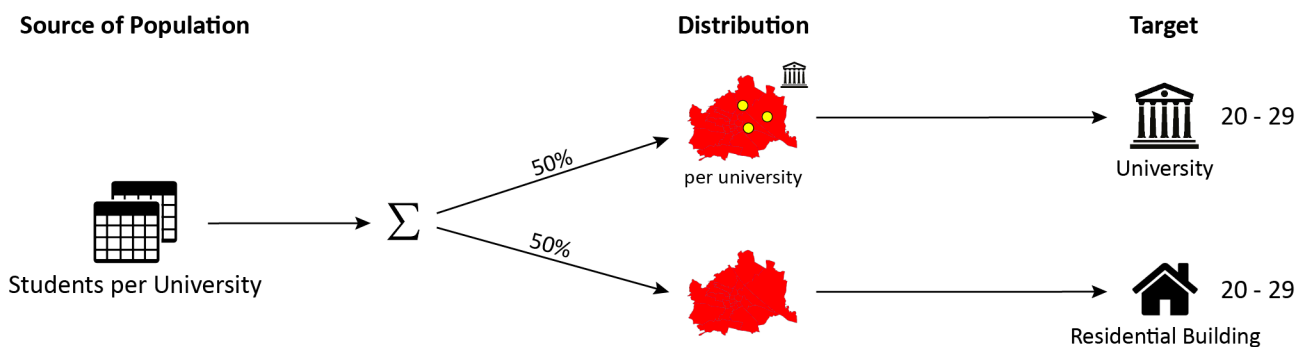 Source of Population
Distribution
Target
50%
per university
20 - 29
University
Students per University
Σ
50%
20 - 29
Residential Building